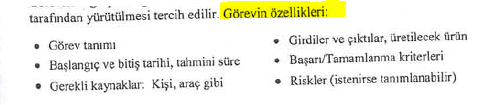 tarafından yürütülmesi tercih edilir. Görevin özellikleri:
• Görev tanımı
• Başlangıç ve bitiş tarihi, tahmini süre
• Gerekli kaynaklar: Kişi, araç gibi
• Girdiler ve çıktılar, üretilecek ürün
• Başarı/Tamamlanma kriterleri
• Riskler (istenirse tanımlanabilir)